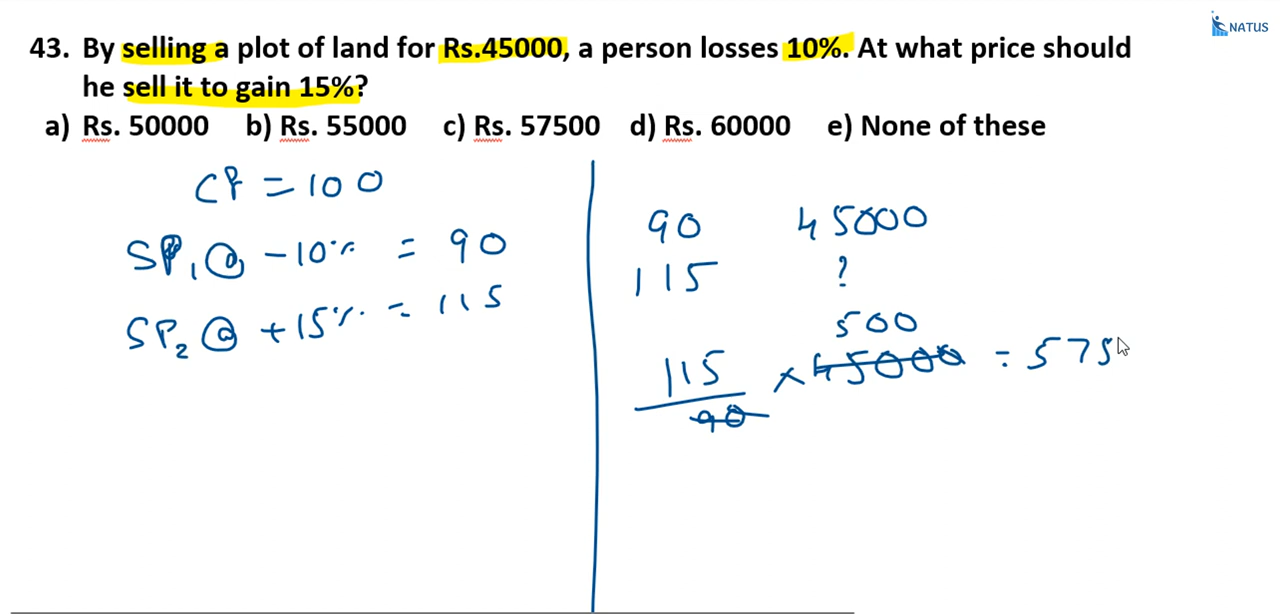 NATUS
43. By selling a plot of land for Rs.45000, a person losses 10%. At what price should
he sell it to gain 15%?
a) Rs. 50000 b) Rs. 55000 c) Rs. 57500 d) Rs. 60000 e) None of these
CP = 100
SP1 @ -10% = 90
SP2 @ +15% = 115
90 45000
115 ?
500
115 × 45000 = 575
90